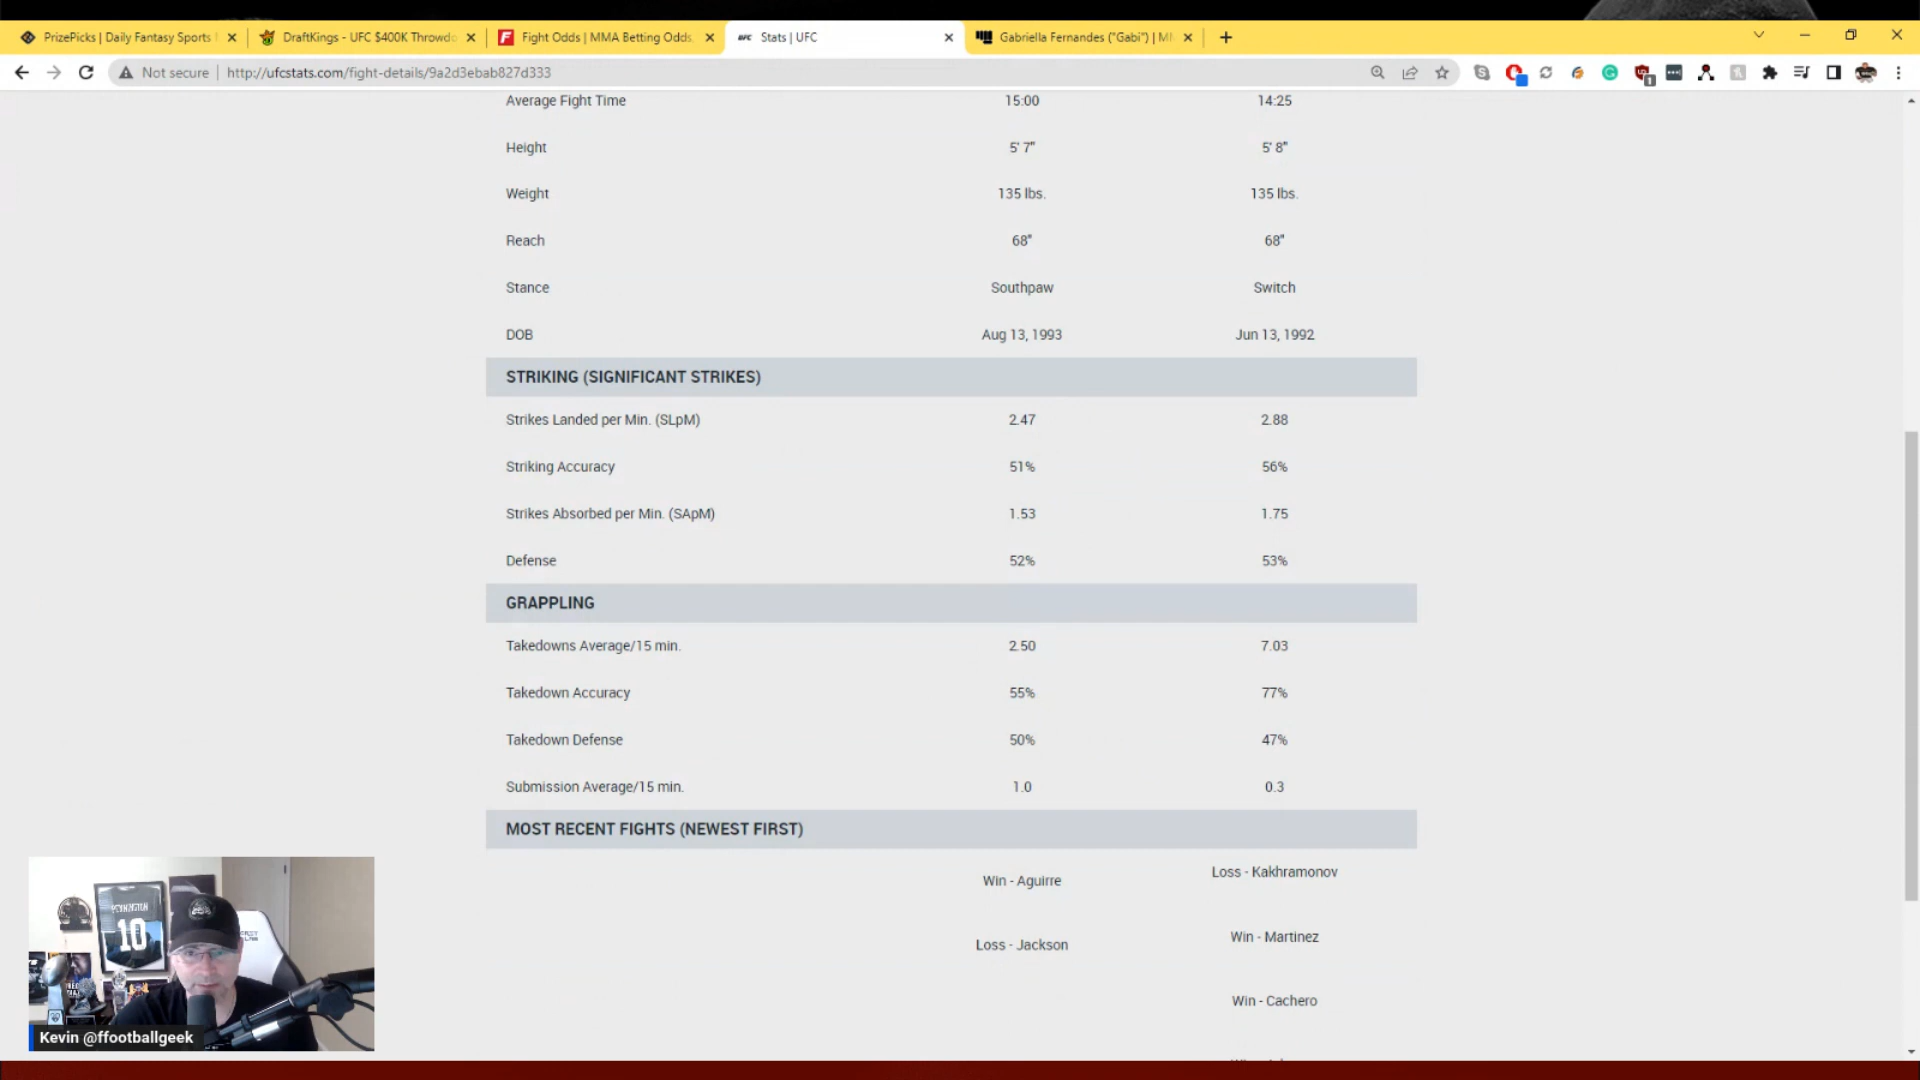 PrizePicks | Daily Fantasy Sports
DraftKings - UFC $400K Throwdo
Fight Odds | MMA Betting Odds,
UFC
Stats | UFC
Gabriella Fernandes ("Gabi") | M
Not secure
http://ufcstats.com/fight-details/9a2d3ebab827d333
Average Fight Time 15:00 14:25
Height 5' 7" 5' 8"
Weight 135 lbs. 135 lbs.
Reach 68" 68"
Stance Southpaw Switch
DOB Aug 13, 1993 Jun 13, 1992
STRIKING (SIGNIFICANT STRIKES)
Strikes Landed per Min. (SLpM) 2.47 2.88
Striking Accuracy 51% 56%
Strikes Absorbed per Min. (SApM) 1.53 1.75
Defense 52% 53%
GRAPPLING
Takedowns Average/15 min. 2.50 7.03
Takedown Accuracy 55% 77%
Takedown Defense 50% 47%
Submission Average/15 min. 1.0 0.3
MOST RECENT FIGHTS (NEWEST FIRST)
Win - Aguirre Loss - Kakhramonov
Loss - Jackson Win - Martinez
Win - Cachero
10
Kevin @ffootballgeek